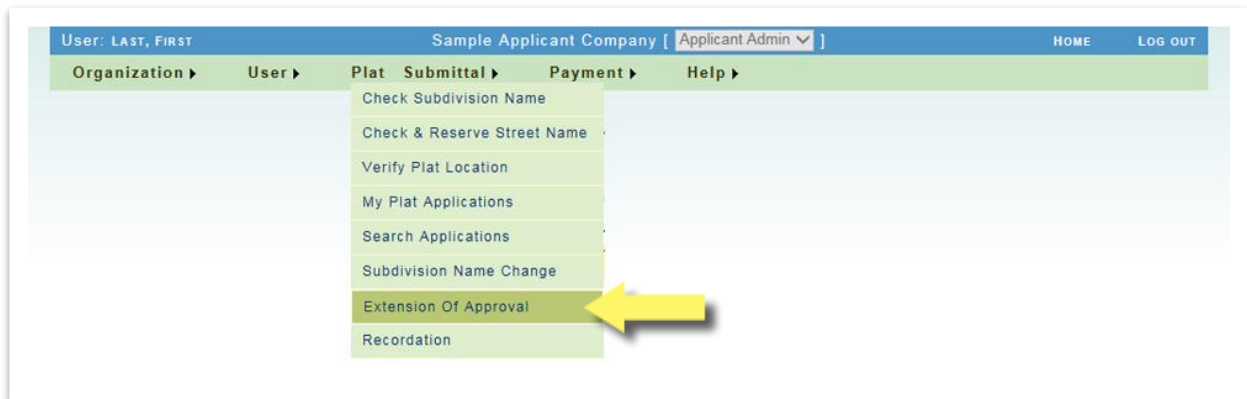 User: LAST, FIRST Sample Applicant Company [ Applicant Admin ] HOME LOG OUT
Organization User Plat Submittal Payment Help
Check Subdivision Name
Check & Reserve Street Name
Verify Plat Location
My Plat Applications
Search Applications
Subdivision Name Change
Extension Of Approval
Recordation